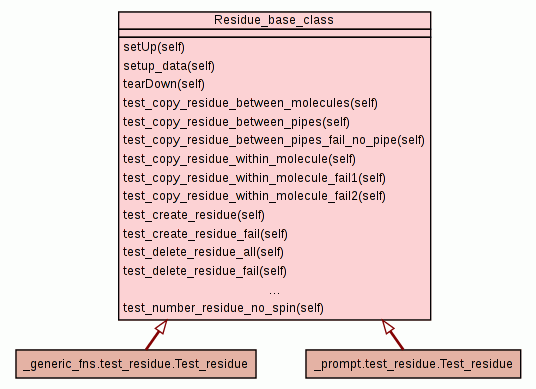 Residue_base_class
setUp(self)
setup_data(self)
tearDown(self)
test_copy_residue_between_molecules(self)
test_copy_residue_between_pipes(self)
test_copy_residue_between_pipes_fail_no_pipe(self)
test_copy_residue_within_molecule(self)
test_copy_residue_within_molecule_fail1(self)
test_copy_residue_within_molecule_fail2(self)
test_create_residue(self)
test_create_residue_fail(self)
test_delete_residue_all(self)
test_delete_residue_fail(self)
...
test_number_residue_no_spin(self)
_generic_fns.test_residue.Test_residue
_prompt.test_residue.Test_residue